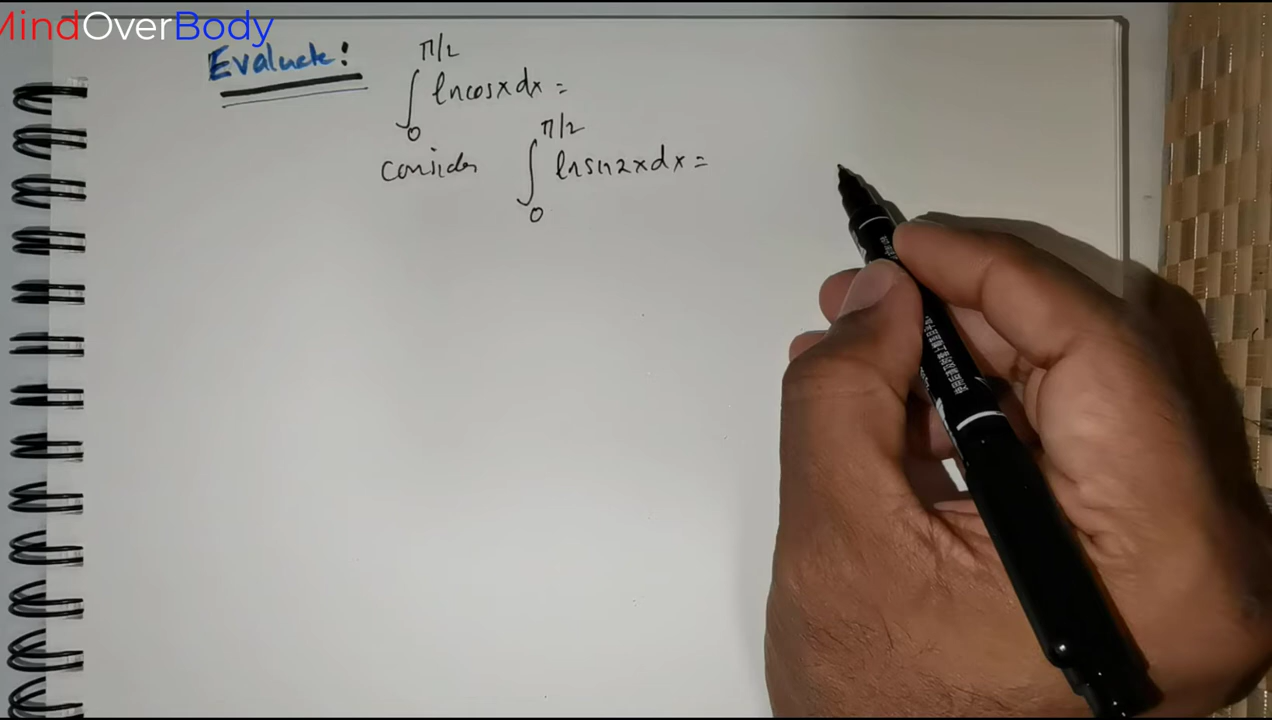 MindOverBody
Evaluate:
∫₀^{π/2} ln cos x dx =
consider ∫₀^{π/2} ln sin 2x dx =